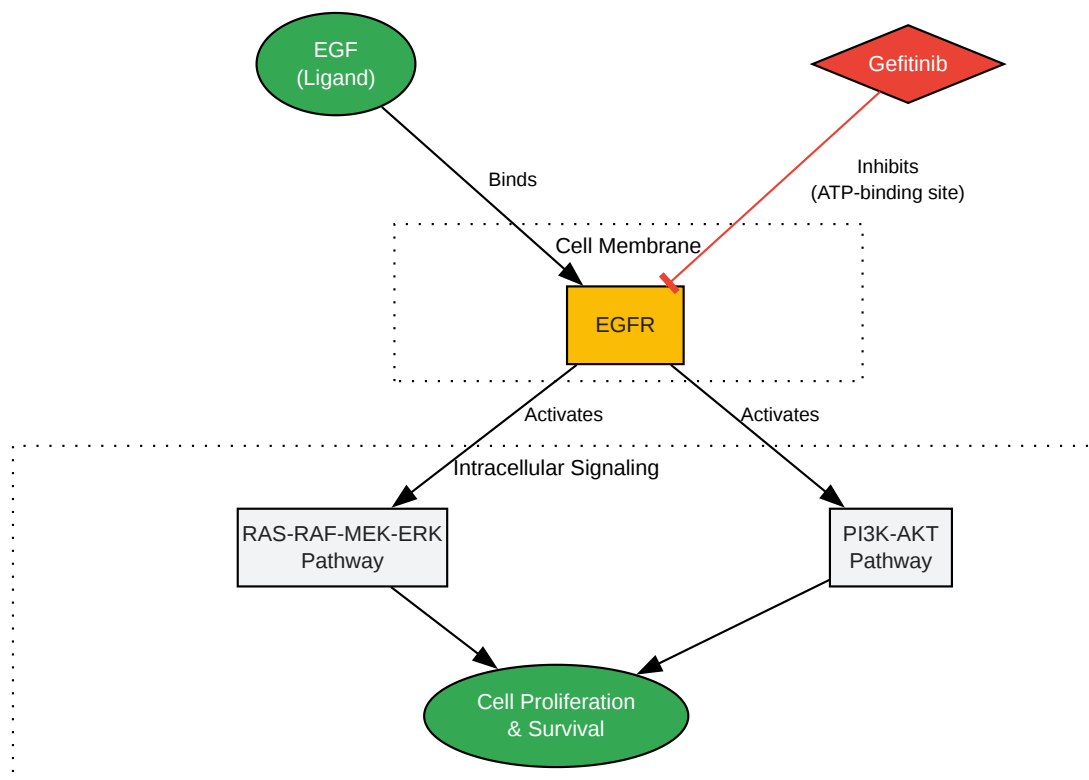 EGF
(Ligand)
Gefitinib
Binds
Inhibits
(ATP-binding site)
Cell Membrane
EGFR
Activates
Activates
Intracellular Signaling
RAS-RAF-MEK-ERK
Pathway
PI3K-AKT
Pathway
Cell Proliferation
& Survival